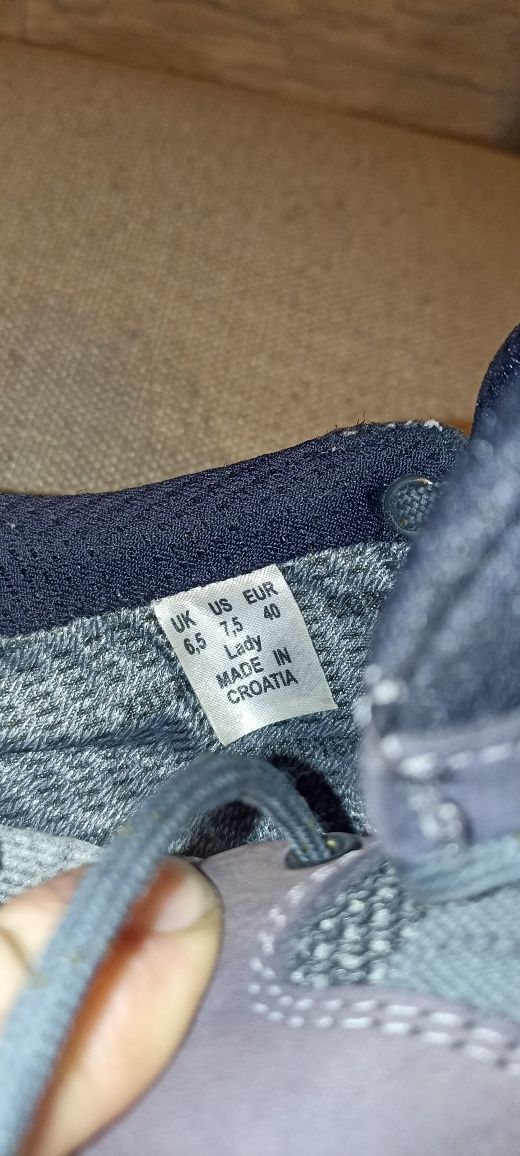 UK US EUR
6,5 7,5 40
Lady
MADE IN
CROATIA